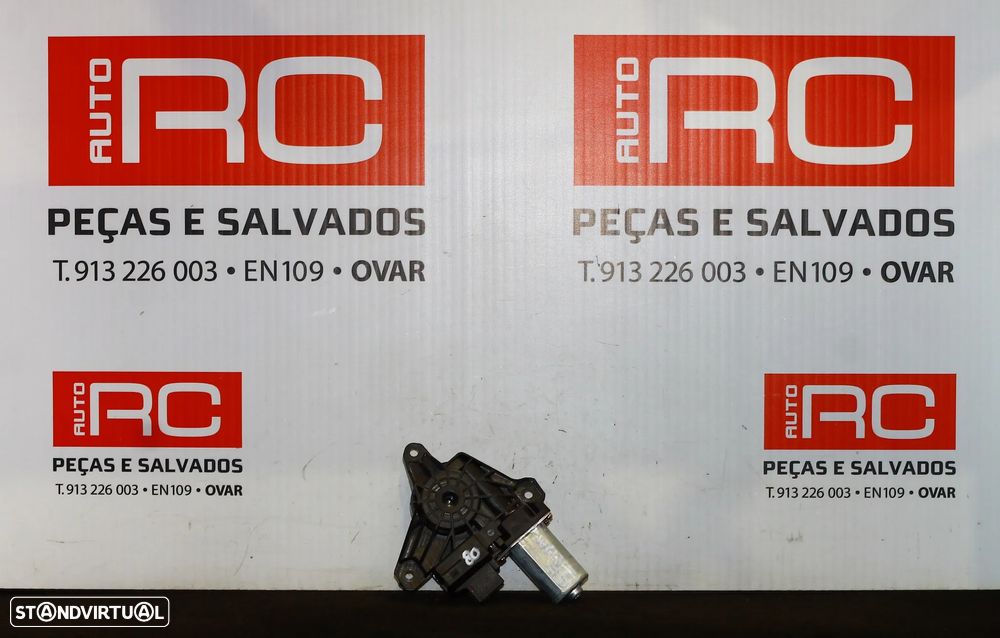 AUTO RC
PEÇAS E SALVADOS
T. 913 226 003 • EN109 • OVAR
AUTO RC
PEÇAS E SALVADOS
T. 913 226 003 • EN109 • OVAR
AUTO RC
PEÇAS E SALVADOS
T. 913 226 003 • EN109 • OVAR
AUTO RC
PEÇAS E SALVADOS
T. 913 226 003 • EN109 • OVAR
STANDVIRTUAL